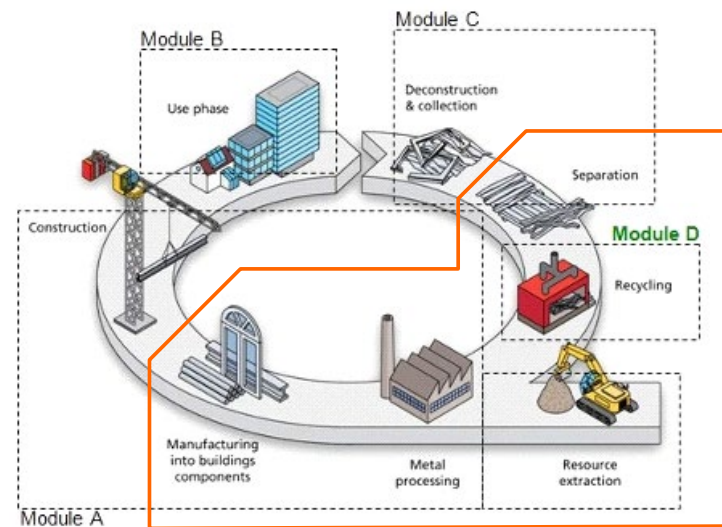 Module B
Module C
Use phase
Deconstruction
& collection
Separation
Construction
Module D
Recycling
Manufacturing
into buildings
components
Metal
processing
Resource
extraction
Module A